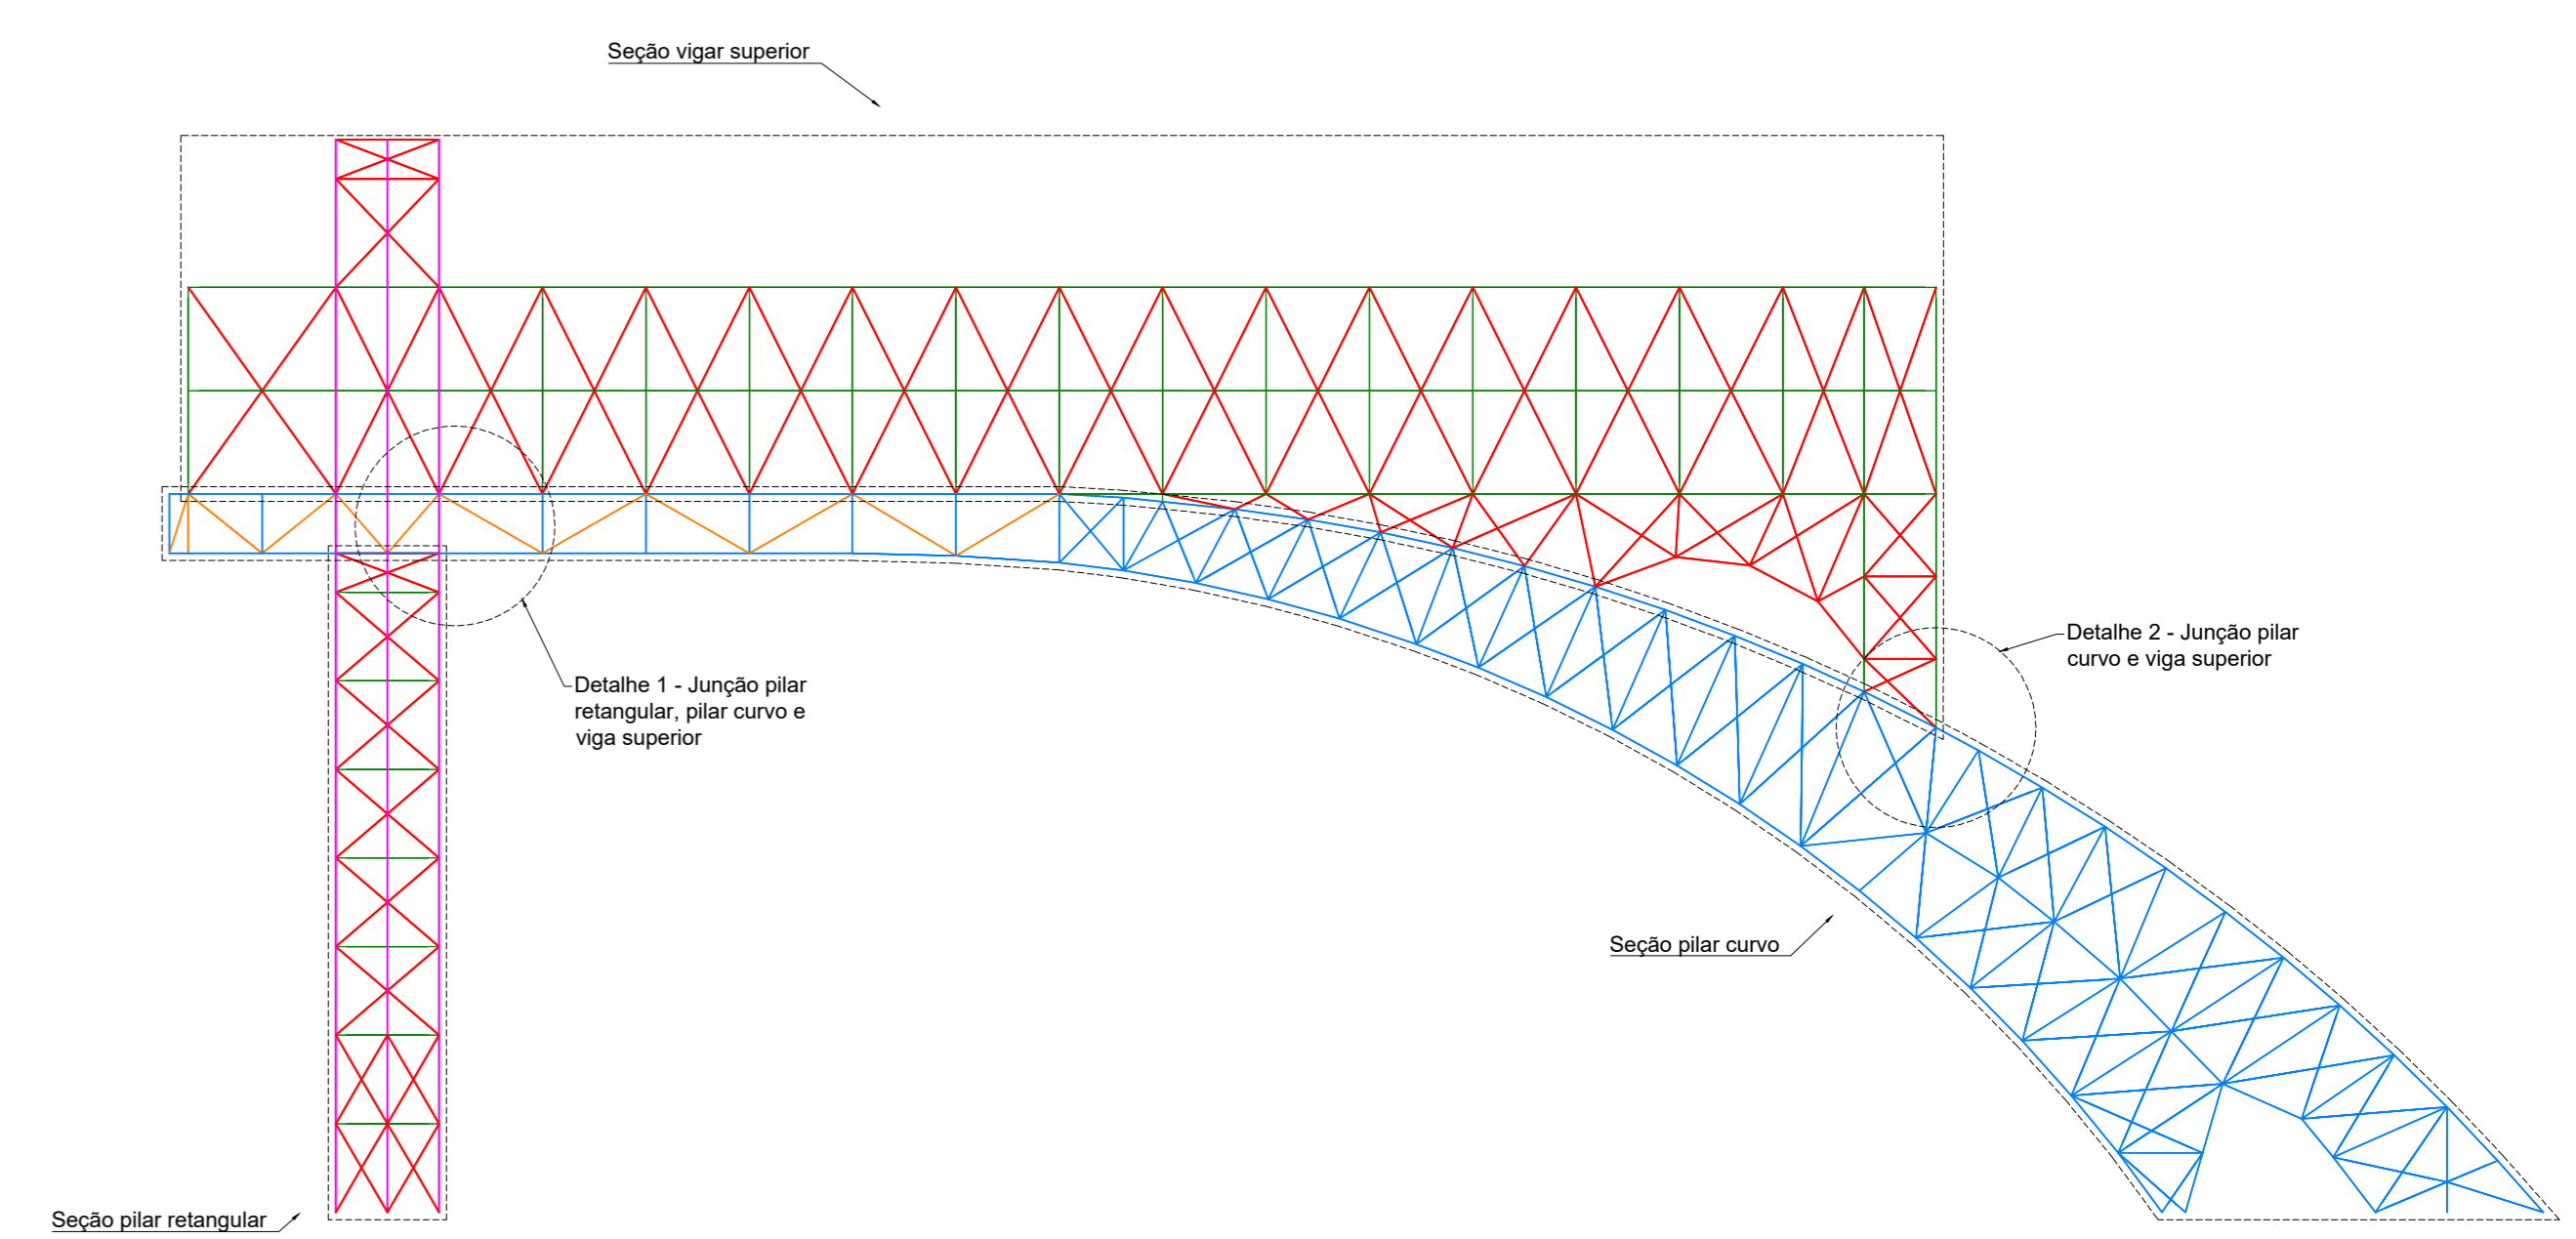 Seção vigar superior
Detalhe 2 - Junção pilar
curvo e viga superior
Detalhe 1 - Junção pilar
retangular, pilar curvo e
viga superior
Seção pilar curvo
Seção pilar retangular